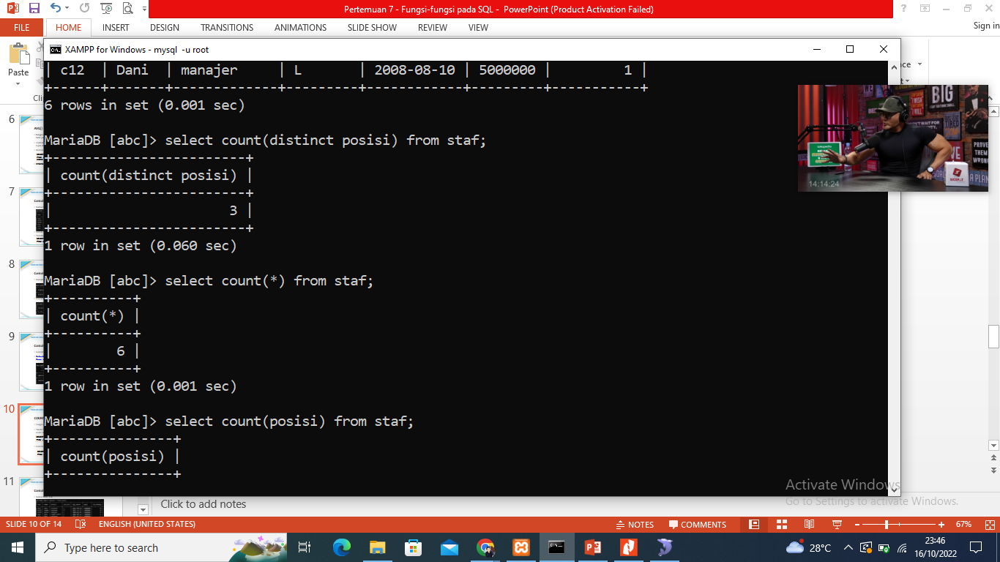 Pertemuan 7 - Fungsi-fungsi pada SQL - PowerPoint (Product Activation Failed)
FILE HOME INSERT DESIGN TRANSITIONS ANIMATIONS SLIDE SHOW REVIEW VIEW Sign in
XAMPP for Windows - mysql -u root
Paste
| c12 | Dani | manajer | L | 2008-08-10 | 5000000 | 1 |
+------+-------+-------------+---------+------------+---------+-----------+
6 rows in set (0.001 sec)
MariaDB [abc]> select count(distinct posisi) from staf;
+------------------------+
| count(distinct posisi) |
+------------------------+
| 3 |
+------------------------+
1 row in set (0.060 sec)
MariaDB [abc]> select count(*) from staf;
+----------+
| count(*) |
+----------+
| 6 |
+----------+
1 row in set (0.001 sec)
MariaDB [abc]> select count(posisi) from staf;
+---------------+
| count(posisi) |
+---------------+
6
7
8
9
10
11
BIG
tokopedia
PROVE
THEM
WRONG
A PLAN
14:14:24
Activate Windows
Go to Settings to activate Windows.
Click to add notes
SLIDE 10 OF 14 ENGLISH (UNITED STATES) NOTES COMMENTS 67%
Type here to search 28°C 23:46
16/10/2022